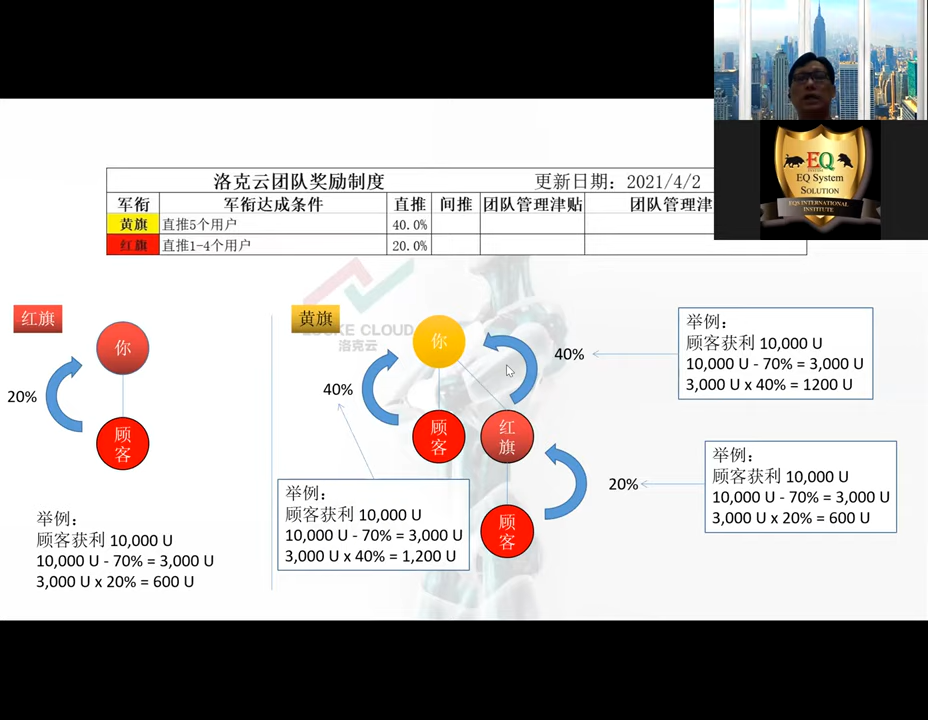 EQ
EQ System
SOLUTION
EQS INTERNATIONAL
INSTITUTE
洛克云团队奖励制度 更新日期：2021/4/2
军衔 军衔达成条件 直推 间推 团队管理津贴 团队管理津
黄旗 直推5个用户 40.0%
红旗 直推1-4个用户 20.0%
CLOUD
洛克云
红旗
你
20%
顾客
举例：
顾客获利 10,000 U
10,000 U - 70% = 3,000 U
3,000 U x 20% = 600 U
黄旗
你
40%
顾客
举例：
顾客获利 10,000 U
10,000 U - 70% = 3,000 U
3,000 U x 40% = 1,200 U
红旗
40%
举例：
顾客获利 10,000 U
10,000 U - 70% = 3,000 U
3,000 U x 40% = 1200 U
顾客
20%
举例：
顾客获利 10,000 U
10,000 U - 70% = 3,000 U
3,000 U x 20% = 600 U